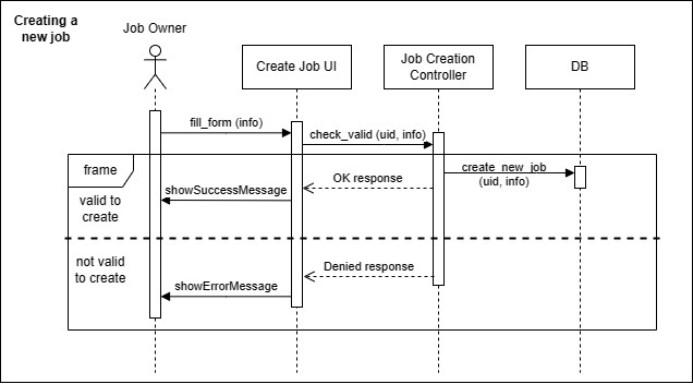 Creating a
new job
Job Owner
Create Job UI
Job Creation
Controller
DB
fill_form (info)
check_valid (uid, info)
frame
create_new_job
(uid, info)
OK response
showSuccessMessage
valid to
create
not valid
to create
Denied response
showErrorMessage